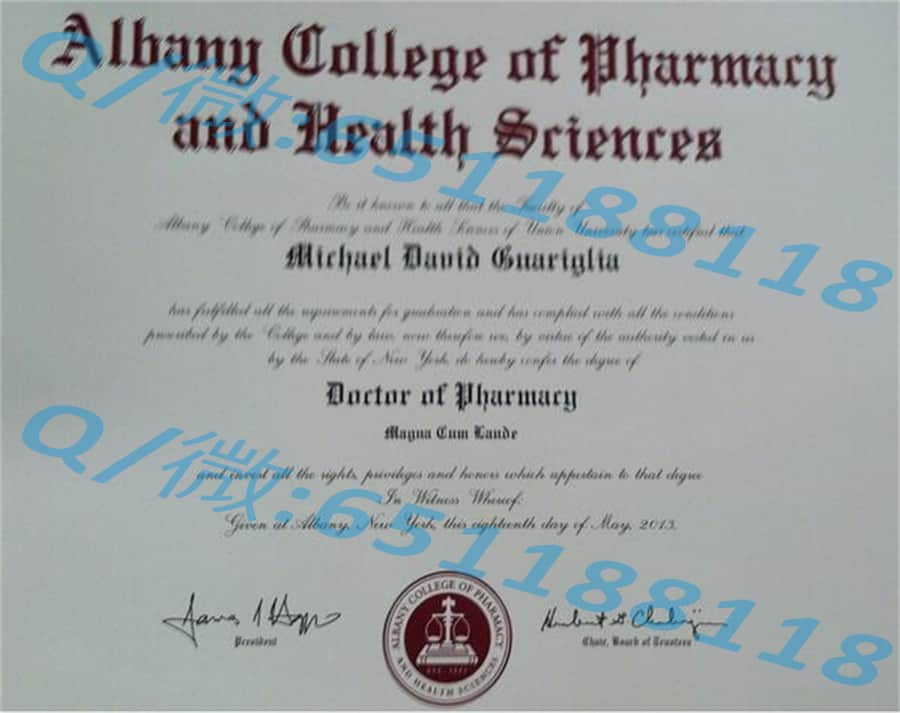 Albany College of Pharmacy
and Health Sciences
Be it known to all that the Faculty of
Albany College of Pharmacy and Health Sciences of Union University has certified that
Michael David Guariglia
has fulfilled all the requirements for graduation and has complied with all the conditions
prescribed by the College and by law, now therefore we, by virtue of the authority vested in us
by the State of New York, do hereby confer the degree of
Doctor of Pharmacy
Magna Cum Laude
and invest all the rights, privileges and honors which appertain to that degree
In Witness Whereof:
Given at Albany, New York, this eighteenth day of May, 2013.
President
Chair, Board of Trustees
ALBANY COLLEGE OF PHARMACY
AND HEALTH SCIENCES
EST. 1881
Q/微:651188118
Q/微:651188118